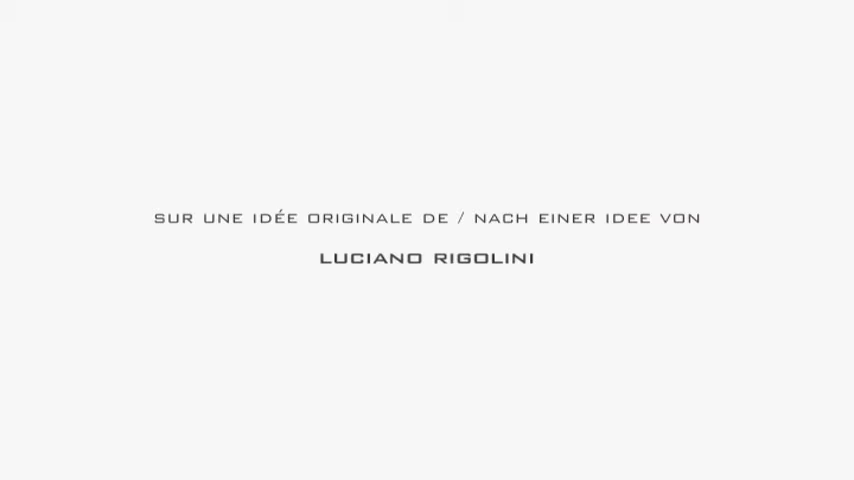 SUR UNE IDÉE ORIGINALE DE / NACH EINER IDEE VON
LUCIANO RIGOLINI